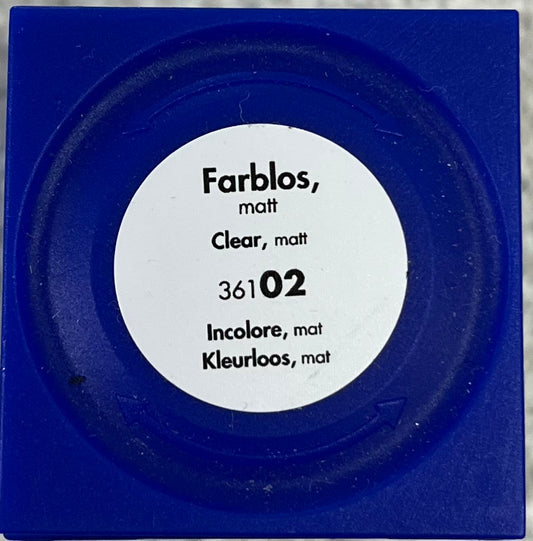 Farblos,
matt
Clear, matt
36102
Incolore, mat
Kleurloos, mat